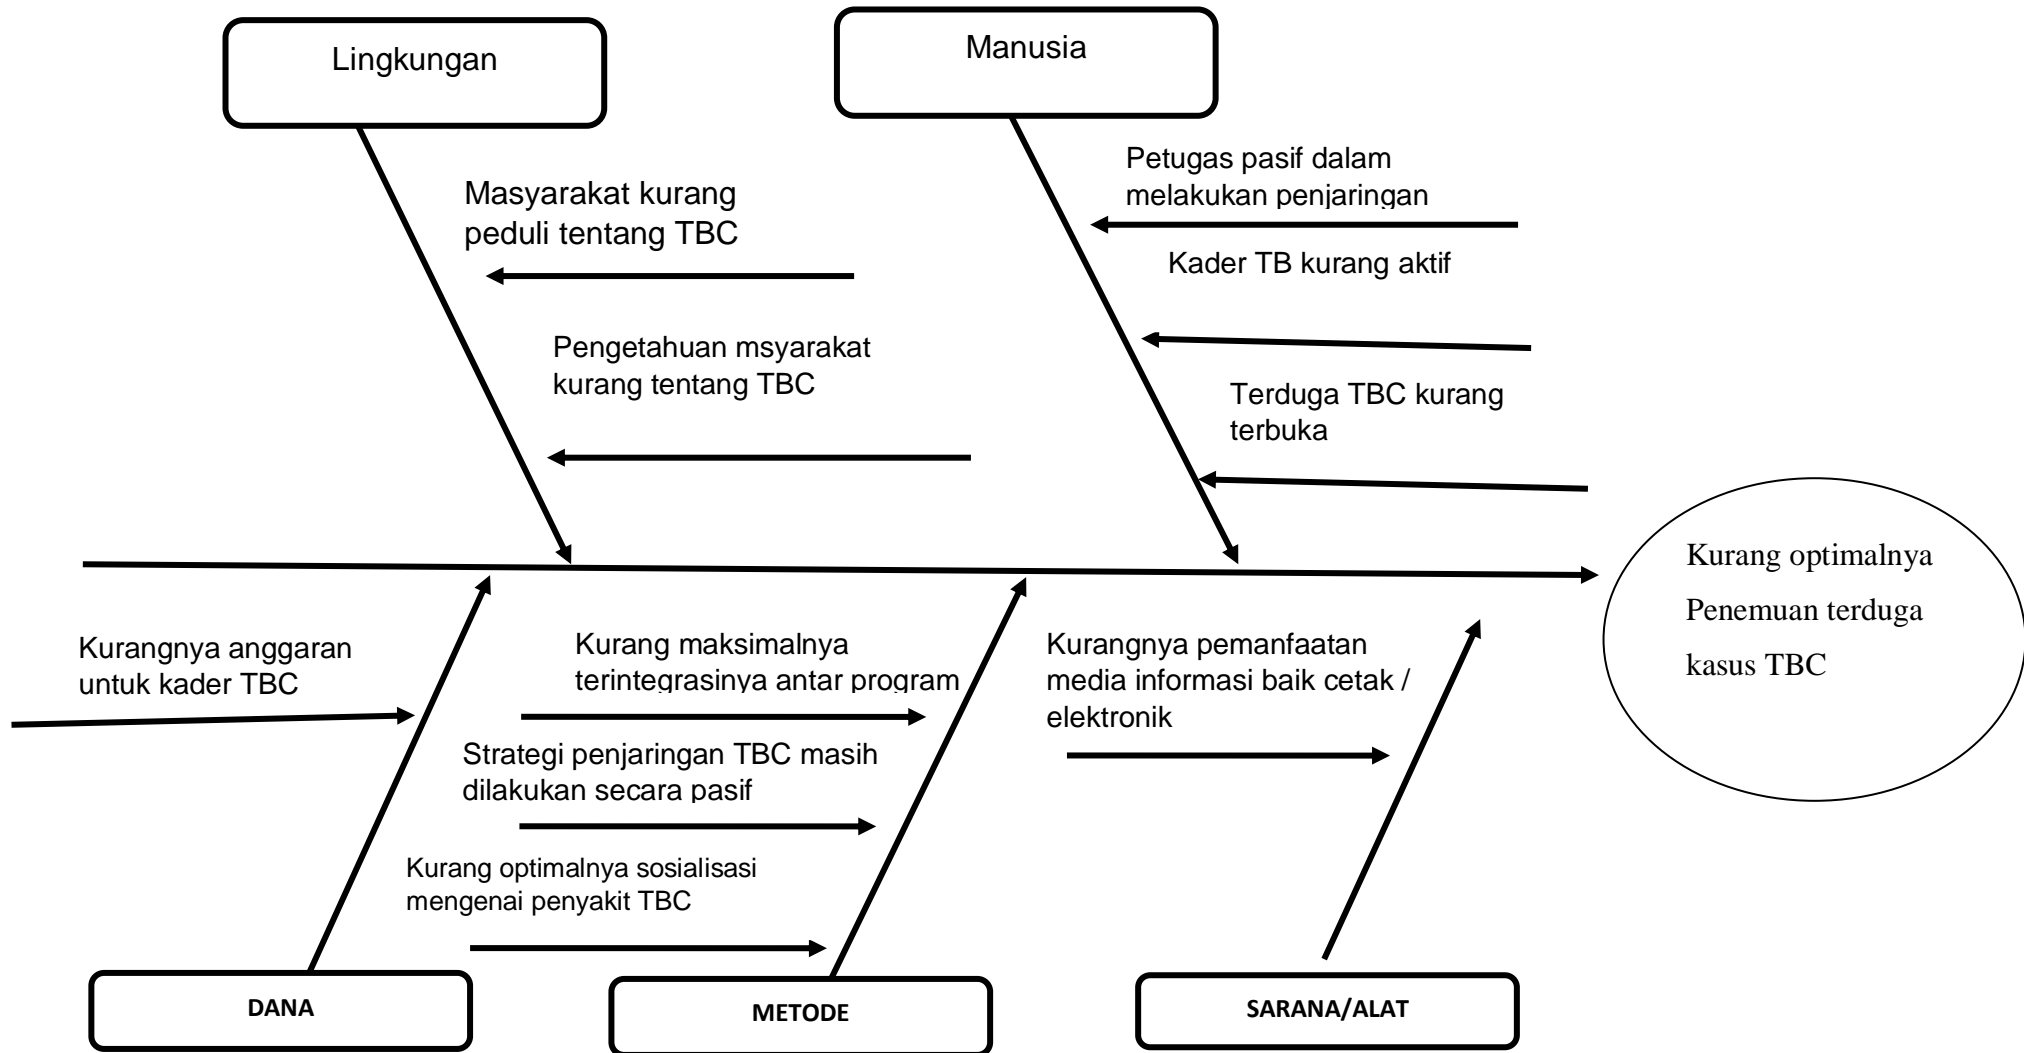 Lingkungan
Manusia
Masyarakat kurang
peduli tentang TBC
Pengetahuan msyarakat
kurang tentang TBC
Petugas pasif dalam
melakukan penjaringan
Kader TB kurang aktif
Terduga TBC kurang
terbuka
Kurang optimalnya
Penemuan terduga
kasus TBC
Kurangnya anggaran
untuk kader TBC
Kurang maksimalnya
terintegrasinya antar program
Strategi penjaringan TBC masih
dilakukan secara pasif
Kurang optimalnya sosialisasi
mengenai penyakit TBC
Kurangnya pemanfaatan
media informasi baik cetak /
elektronik
DANA
METODE
SARANA/ALAT